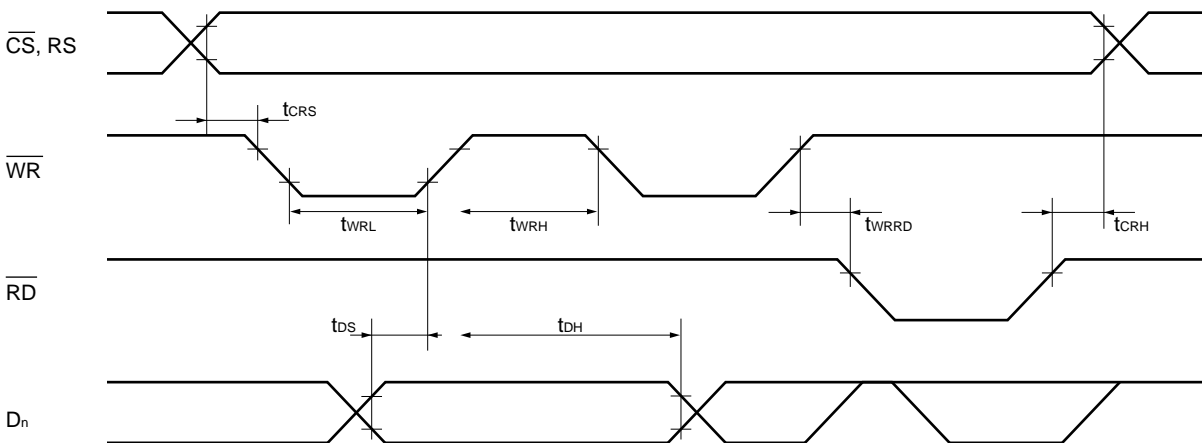 CS, RS
tCRS
WR
tWRL
tWRH
tWRRD
tCRH
RD
tDS
tDH
Dn